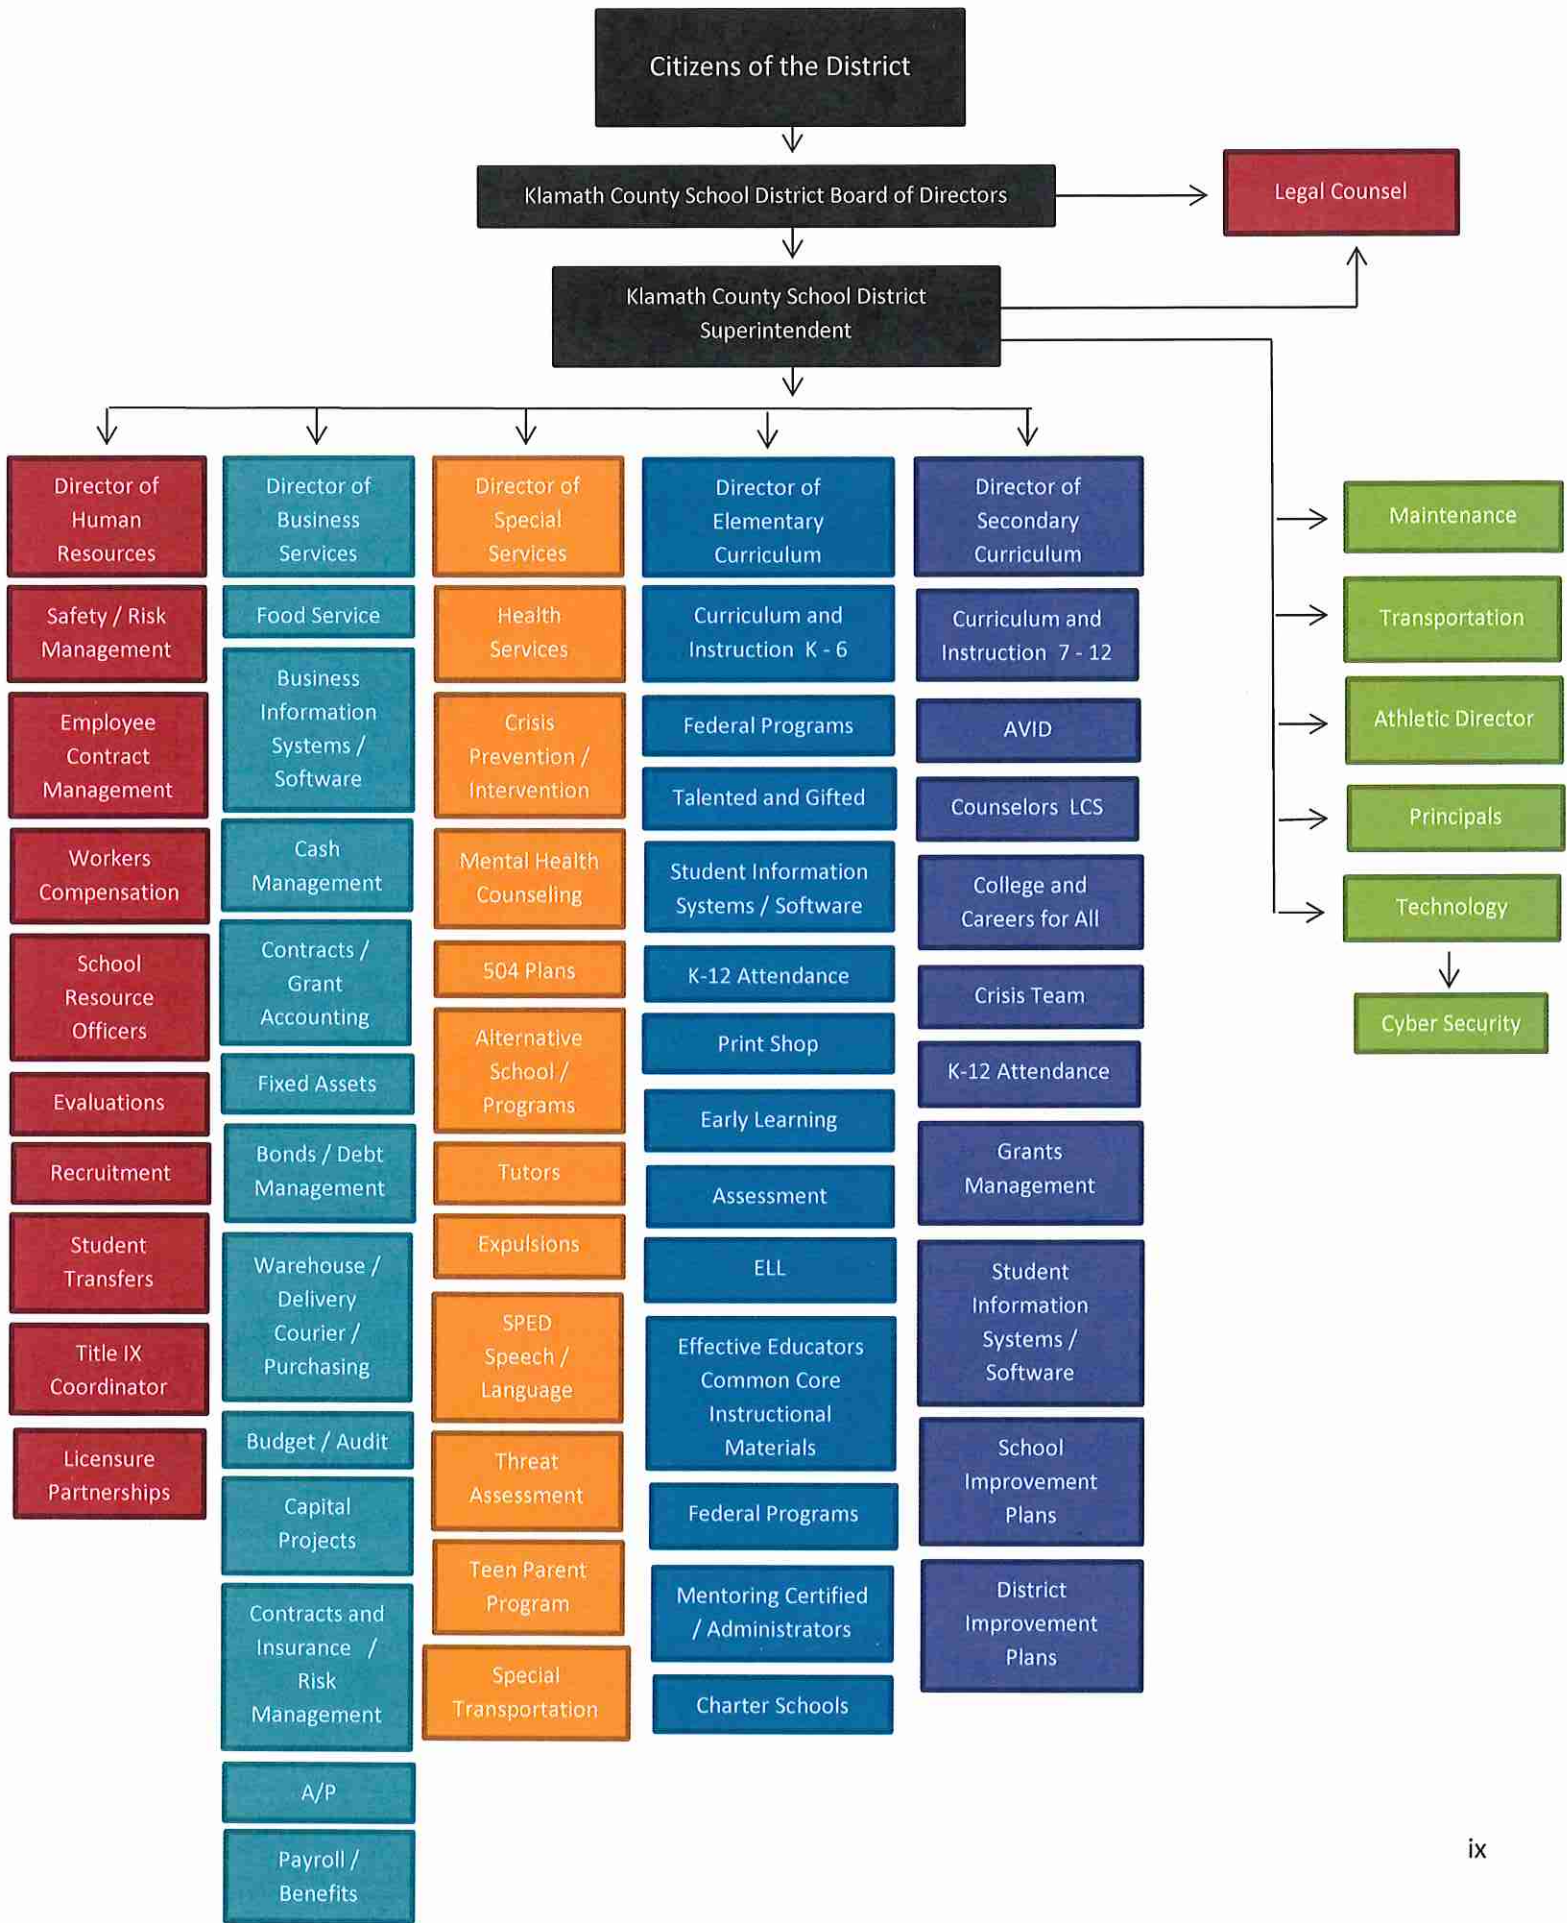 Citizens of the District
Klamath County School District Board of Directors
Legal Counsel
Klamath County School District
Superintendent
Director of
Human
Resources
Safety / Risk
Management
Employee
Contract
Management
Workers
Compensation
School
Resource
Officers
Evaluations
Recruitment
Student
Transfers
Title IX
Coordinator
Licensure
Partnerships
Director of
Business
Services
Food Service
Business
Information
Systems /
Software
Cash
Management
Contracts /
Grant
Accounting
Fixed Assets
Bonds / Debt
Management
Warehouse /
Delivery
Courier /
Purchasing
Budget / Audit
Capital
Projects
Contracts and
Insurance /
Risk
Management
A/P
Payroll /
Benefits
Director of
Special
Services
Health
Services
Crisis
Prevention /
Intervention
Mental Health
Counseling
504 Plans
Alternative
School /
Programs
Tutors
Expulsions
SPED
Speech /
Language
Threat
Assessment
Teen Parent
Program
Special
Transportation
Director of
Elementary
Curriculum
Curriculum and
Instruction K - 6
Federal Programs
Talented and Gifted
Student Information
Systems / Software
K-12 Attendance
Print Shop
Early Learning
Assessment
ELL
Effective Educators
Common Core
Instructional
Materials
Federal Programs
Mentoring Certified
/ Administrators
Charter Schools
Director of
Secondary
Curriculum
Curriculum and
Instruction 7 - 12
AVID
Counselors LCS
College and
Careers for All
Crisis Team
K-12 Attendance
Grants
Management
Student
Information
Systems /
Software
School
Improvement
Plans
District
Improvement
Plans
Maintenance
Transportation
Athletic Director
Principals
Technology
Cyber Security
ix